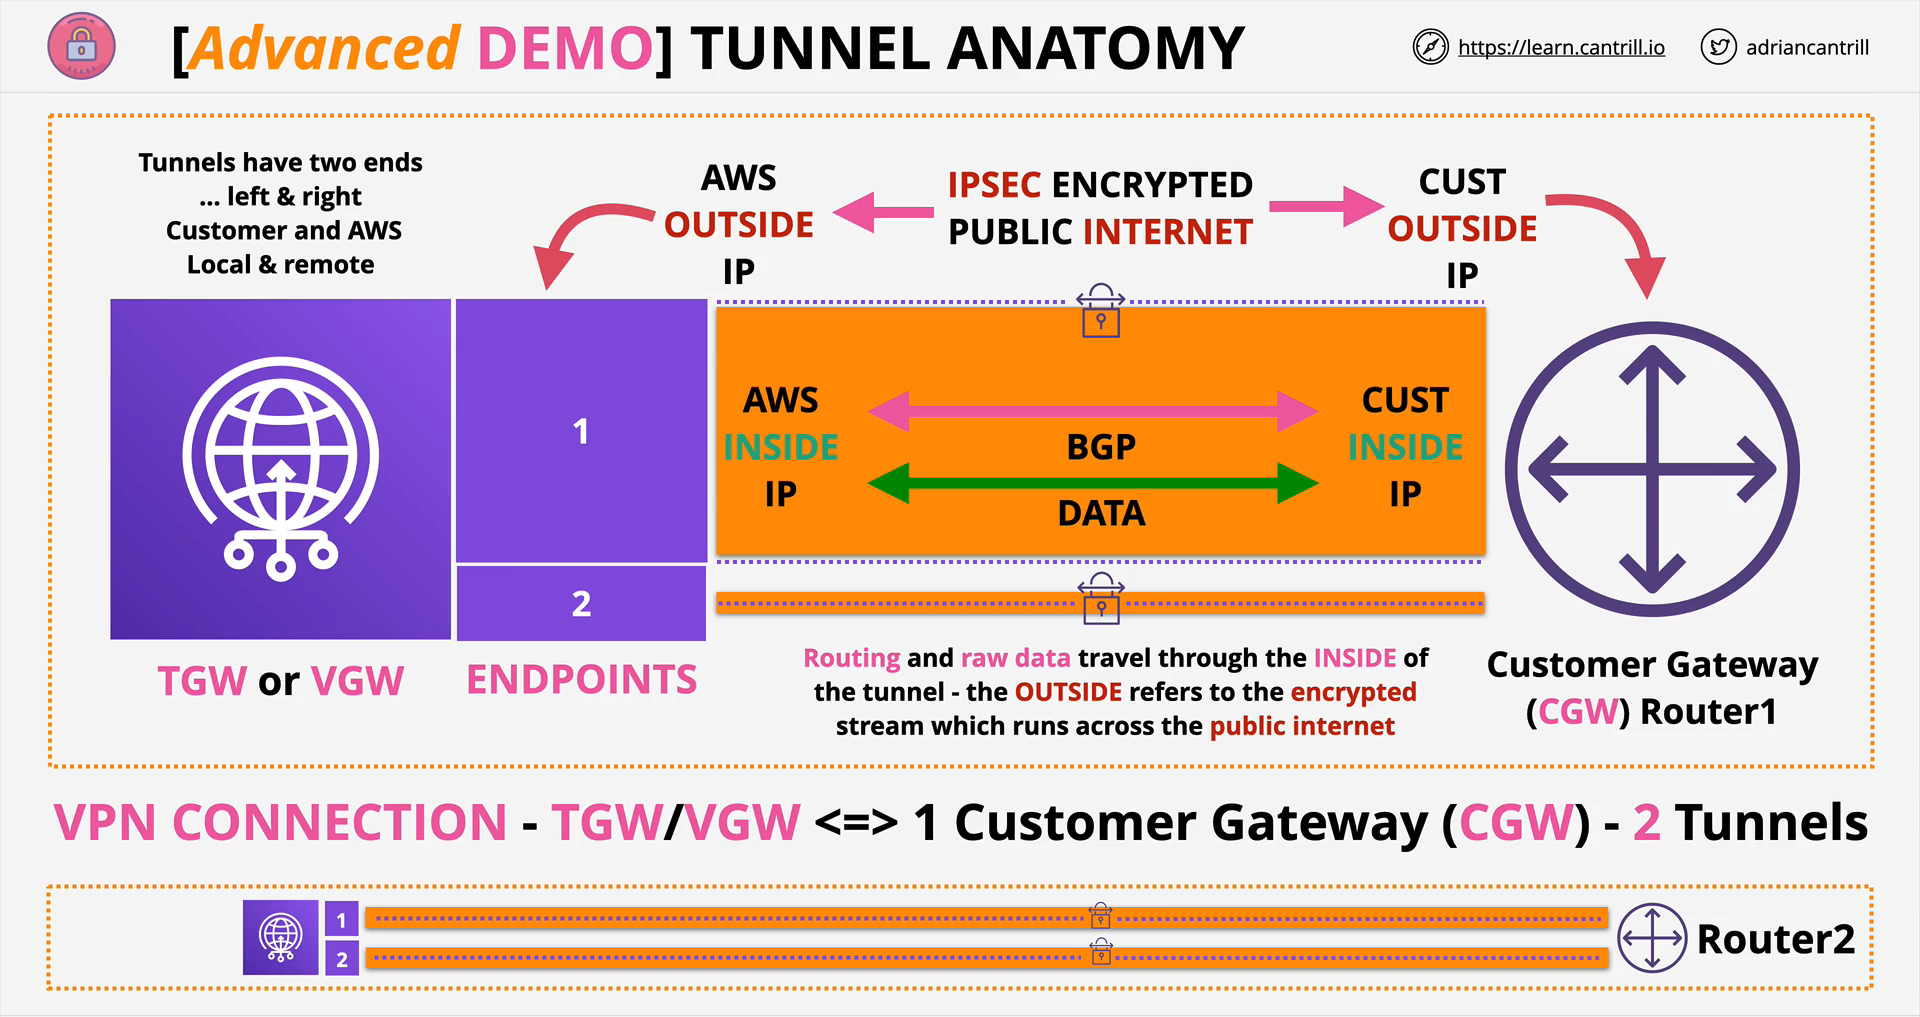 [Advanced DEMO] TUNNEL ANATOMY
https://learn.cantrill.io
adriancantrill
Tunnels have two ends
... left & right
Customer and AWS
Local & remote
AWS
OUTSIDE
IP
IPSEC ENCRYPTED
PUBLIC INTERNET
CUST
OUTSIDE
IP
1
2
AWS
INSIDE
IP
BGP
DATA
CUST
INSIDE
IP
TGW or VGW
ENDPOINTS
Routing and raw data travel through the INSIDE of
the tunnel - the OUTSIDE refers to the encrypted
stream which runs across the public internet
Customer Gateway
(CGW) Router1
VPN CONNECTION - TGW/VGW <=> 1 Customer Gateway (CGW) - 2 Tunnels
1
2
Router2